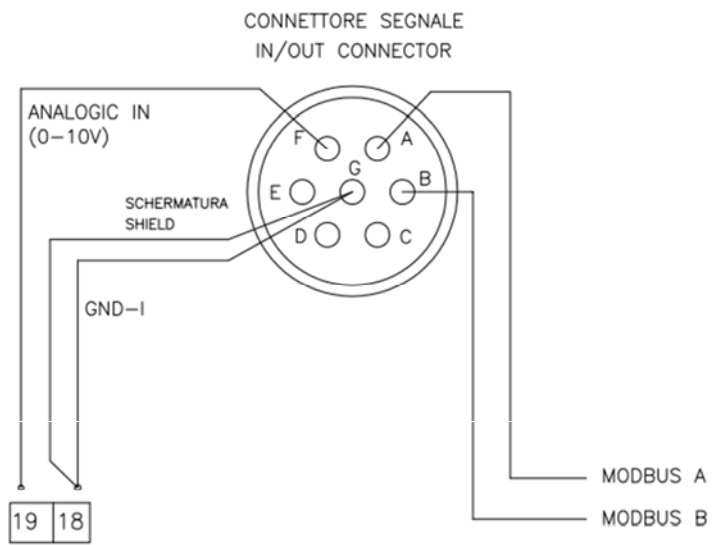 CONNETTORE SEGNALE
IN/OUT CONNECTOR
ANALOGIC IN
(0-10V)
F
A
G
E
B
SCHERMATURA
SHIELD
D
C
GND-I
MODBUS A
19 18
MODBUS B